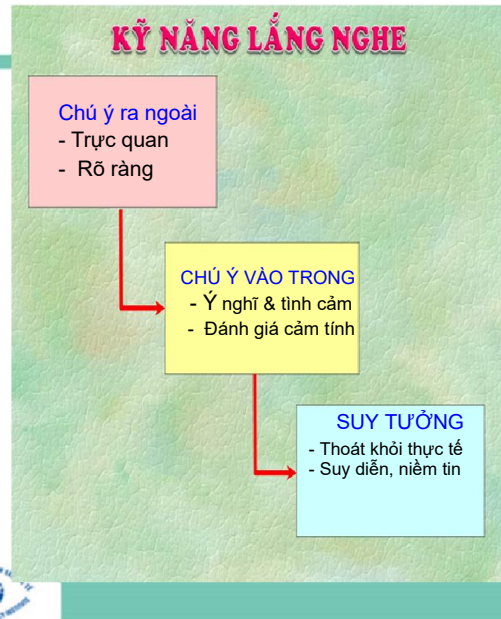 KỸ NĂNG LẮNG NGHE
Chú ý ra ngoài
- Trực quan
- Rõ ràng
CHÚ Ý VÀO TRONG
- Ý nghĩ & tình cảm
- Đánh giá cảm tính
SUY TƯỞNG
- Thoát khỏi thực tế
- Suy diễn, niềm tin